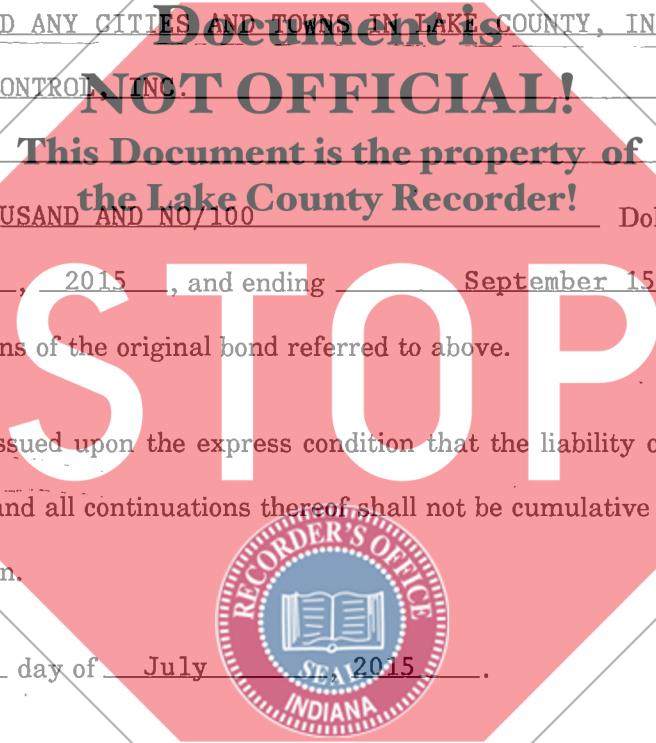 D ANY CITIES AND TOWNS IN LAKE COUNTY, IN
Document is
ONTROL, INC.
NOT OFFICIAL!
This Document is the property of
the Lake County Recorder!
USAND AND NO/100 Dol
, 2015 , and ending September 15
STOP
ns of the original bond referred to above.
ssued upon the express condition that the liability o
and all continuations thereof shall not be cumulative
n.
RECORDER'S OFFICE
SEAL
INDIANA
day of July , 2015 .